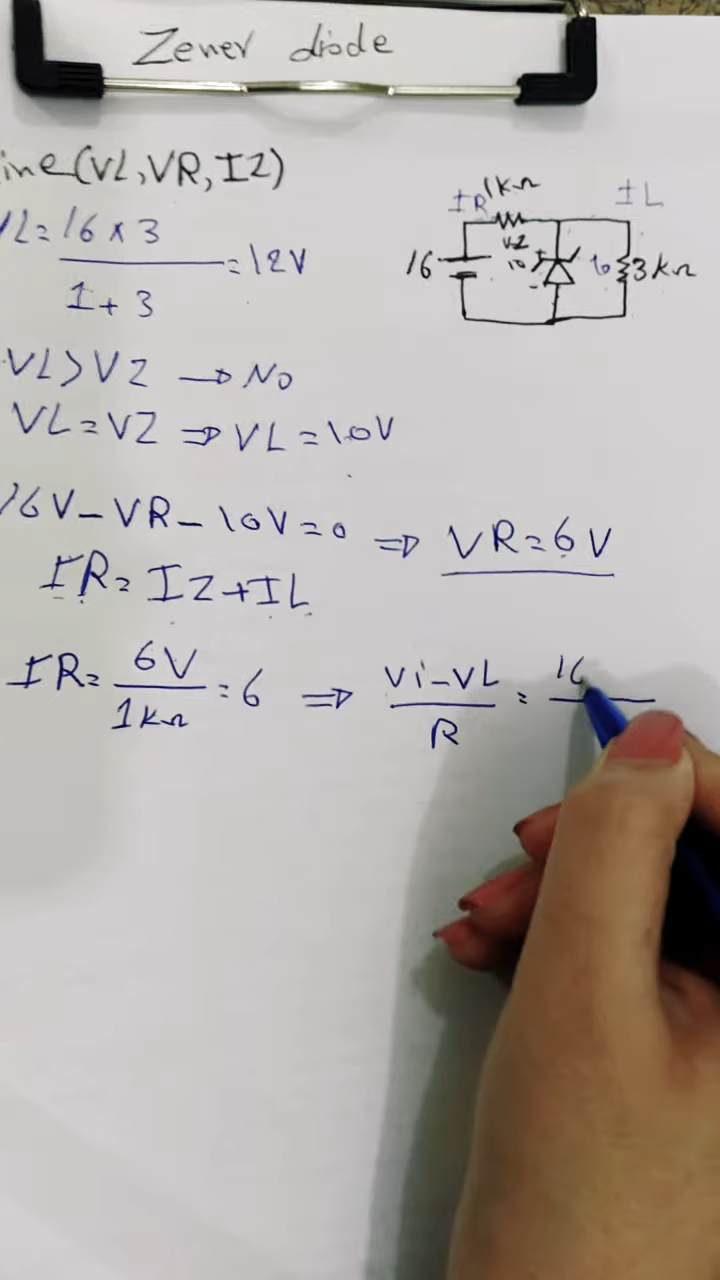 Zener diode
ine(VL,VR,IZ)
VL= 16 x 3
1 + 3
=12V
IR 1kΩ IL
16 VZ 10 + - 10 3kΩ
VL>VZ → No
VL=VZ ⇒ VL=10V
16V-VR-10V=0 ⇒ VR=6V
IR=IZ+IL
IR= 6V
1kΩ
=6 ⇒ Vi-VL
R
= 16